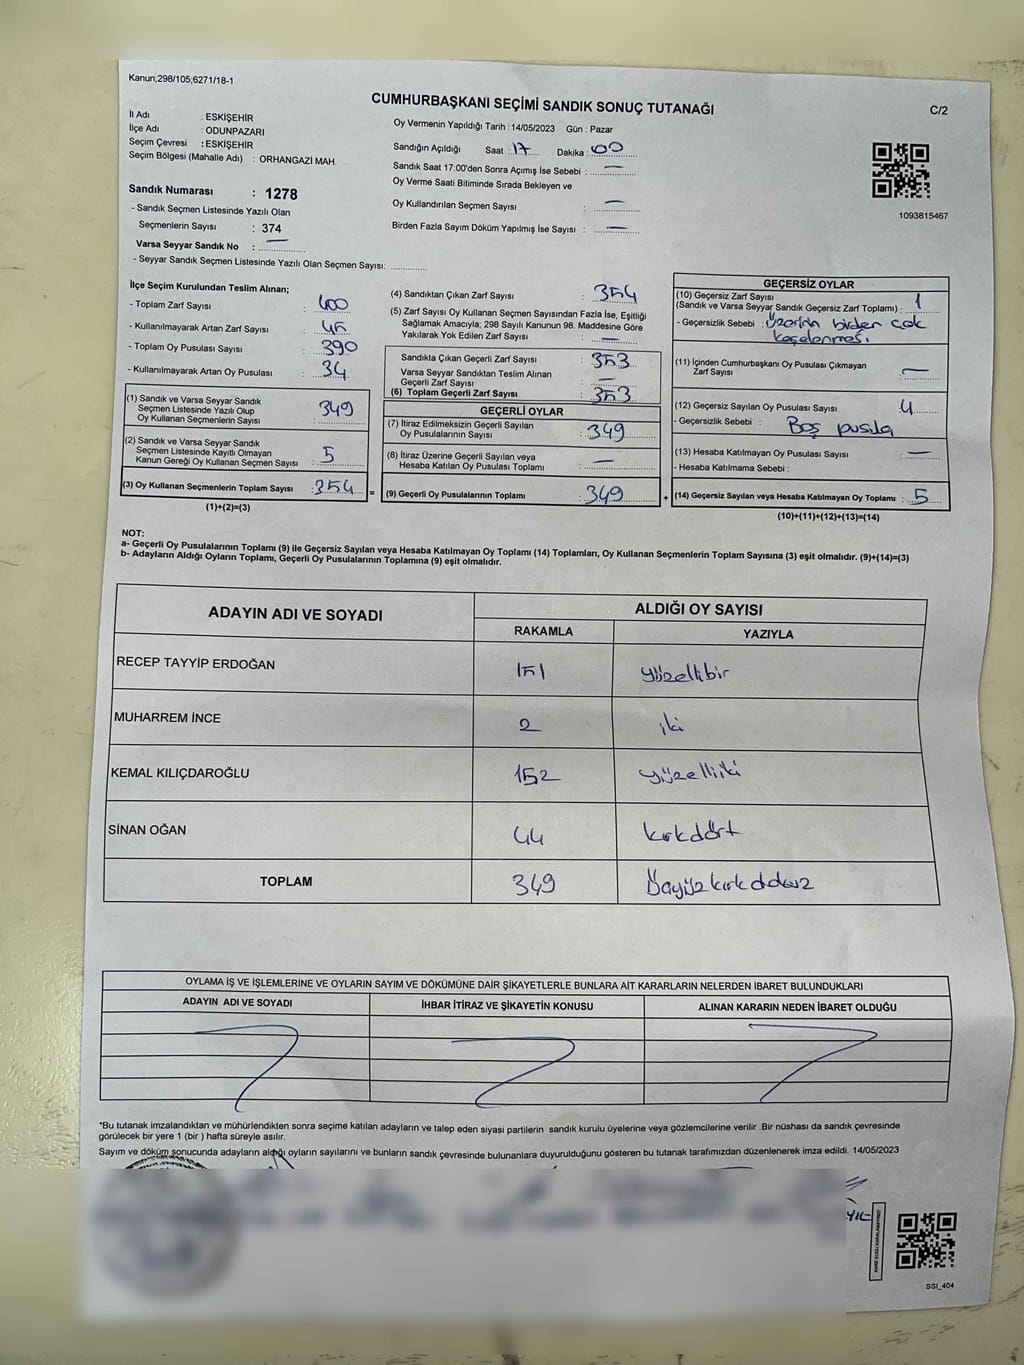 Kanun;298/105;6271/18-1
CUMHURBAŞKANI SEÇİMİ SANDIK SONUÇ TUTANAĞI
C/2
İl Adı : ESKİŞEHİR
İlçe Adı : ODUNPAZARI
Seçim Çevresi : ESKİŞEHİR
Seçim Bölgesi (Mahalle Adı) : ORHANGAZİ MAH.
Sandık Numarası : 1278
- Sandık Seçmen Listesinde Yazılı Olan
Seçmenlerin Sayısı : 374
Varsa Seyyar Sandık No : —
- Seyyar Sandık Seçmen Listesinde Yazılı Olan Seçmen Sayısı: ............
Oy Vermenin Yapıldığı Tarih : 14/05/2023 Gün : Pazar
Sandığın Açıldığı Saat : 17 Dakika : 00
Sandık Saat 17:00'den Sonra Açımış İse Sebebi : —
Oy Verme Saati Bitiminde Sırada Bekleyen ve
Oy Kullandırılan Seçmen Sayısı : —
Birden Fazla Sayım Döküm Yapılmış İse Sayısı : —
1093815467
İlçe Seçim Kurulundan Teslim Alınan;
- Toplam Zarf Sayısı : 400
- Kullanılmayarak Artan Zarf Sayısı : 45
- Toplam Oy Pusulası Sayısı : 390
- Kullanılmayarak Artan Oy Pusulası : 34
(1) Sandık ve Varsa Seyyar Sandık
Seçmen Listesinde Yazılı Olup
Oy Kullanan Seçmenlerin Sayısı : 349
(2) Sandık ve Varsa Seyyar Sandık
Seçmen Listesinde Kayıtlı Olmayan
Kanun Gereği Oy Kullanan Seçmen Sayısı : 5
(3) Oy Kullanan Seçmenlerin Toplam Sayısı : 354 =
(1)+(2)=(3)
(4) Sandıktan Çıkan Zarf Sayısı : 354
(5) Zarf Sayısı Oy Kullanan Seçmen Sayısından Fazla İse, Eşitliği
Sağlamak Amacıyla; 298 Sayılı Kanunun 98. Maddesine Göre
Yakılarak Yok Edilen Zarf Sayısı : —
Sandıkta Çıkan Geçerli Zarf Sayısı : 353
Varsa Seyyar Sandıktan Teslim Alınan
Geçerli Zarf Sayısı : —
(6) Toplam Geçerli Zarf Sayısı : 353
GEÇERLİ OYLAR
(7) İtiraz Edilmeksizin Geçerli Sayılan
Oy Pusulalarının Sayısı : 349
(8) İtiraz Üzerine Geçerli Sayılan veya
Hesaba Katılan Oy Pusulası Toplamı : —
(9) Geçerli Oy Pusulalarının Toplamı : 349 +
GEÇERSİZ OYLAR
(10) Geçersiz Zarf Sayısı
(Sandık ve Varsa Seyyar Sandık Geçersiz Zarf Toplamı) : 1
- Geçersizlik Sebebi : Üzerinin birden çok
kaşelenmesi.
(11) İçinden Cumhurbaşkanı Oy Pusulası Çıkmayan
Zarf Sayısı : —
(12) Geçersiz Sayılan Oy Pusulası Sayısı : 4
- Geçersizlik Sebebi : Boş pusula
(13) Hesaba Katılmayan Oy Pusulası Sayısı : —
- Hesaba Katılmama Sebebi :
(14) Geçersiz Sayılan veya Hesaba Katılmayan Oy Toplamı : 5
(10)+(11)+(12)+(13)=(14)
NOT:
a- Geçerli Oy Pusulalarının Toplamı (9) ile Geçersiz Sayılan veya Hesaba Katılmayan Oy Toplamı (14) Toplamları, Oy Kullanan Seçmenlerin Toplam Sayısına (3) eşit olmalıdır. (9)+(14)=(3)
b- Adayların Aldığı Oyların Toplamı, Geçerli Oy Pusulalarının Toplamına (9) eşit olmalıdır.
ADAYIN ADI VE SOYADI ALDIĞI OY SAYISI
RAKAMLA YAZIYLA
RECEP TAYYİP ERDOĞAN 151 yüzellibir
MUHARREM İNCE 2 iki
KEMAL KILIÇDAROĞLU 152 yüzelliiki
SİNAN OĞAN 44 kırkdört
TOPLAM 349
OYLAMA İŞ VE İŞLEMLERİNE VE OYLARIN SAYIM VE DÖKÜMÜNE DAİR ŞİKAYETLERLE BUNLARA AİT KARARLARIN NELERDEN İBARET BULUNDUKLARI
ADAYIN ADI VE SOYADI İHBAR İTİRAZ VE ŞİKAYETİN KONUSU ALINAN KARARIN NEDEN İBARET OLDUĞU
*Bu tutanak imzalandıktan ve mühürlendikten sonra seçime katılan adayların ve talep eden siyasi partilerin sandık kurulu üyelerine veya gözlemcilerine verilir .Bir nüshası da sandık çevresinde
görülecek bir yere 1 (bir ) hafta süreyle asılır.
Sayım ve döküm sonucunda adayların aldığı oyların sayılarını ve bunların sandık çevresinde bulunanlara duyurulduğunu gösteren bu tutanak tarafımızdan düzenlenerek imza edildi. 14/05/2023
SSI_404